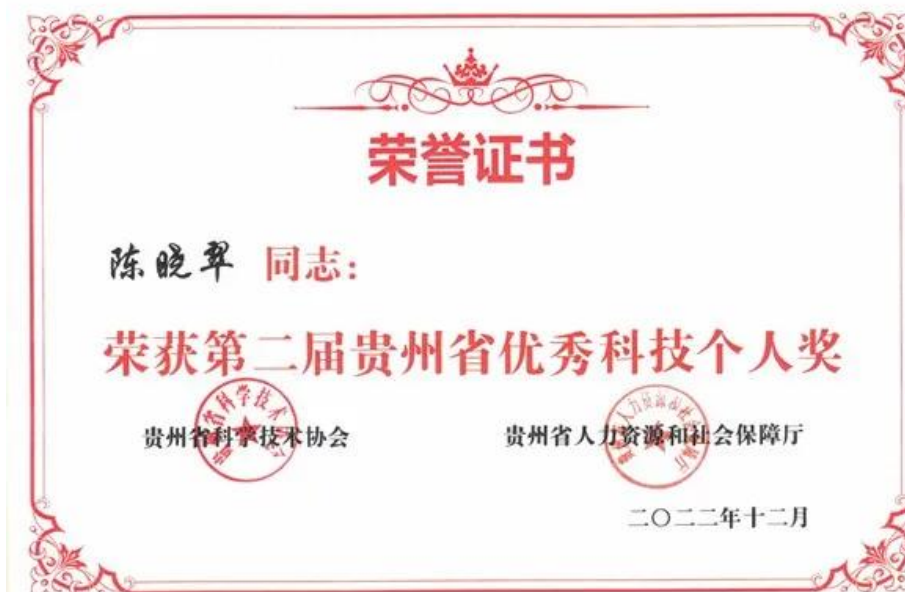 荣誉证书
陈晓翠 同志：
荣获第二届贵州省优秀科技个人奖
贵州省科学技术协会 贵州省人力资源和社会保障厅
二〇二二年十二月